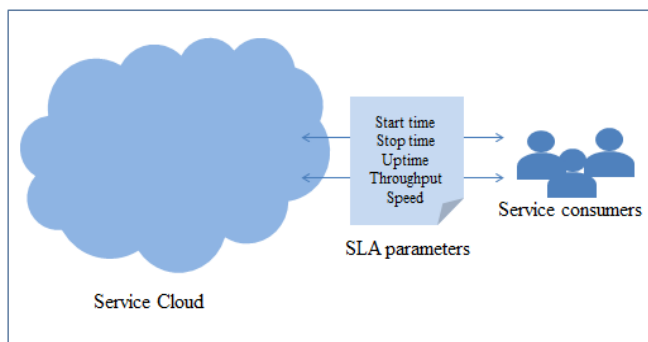 Start time
Stop time
Uptime
Throughput
Speed
Service consumers
SLA parameters
Service Cloud